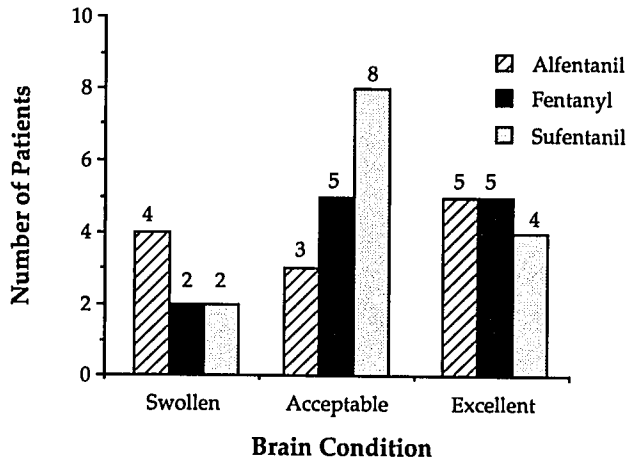 10
8
6
4
2
0
Number of Patients
4
2
2
3
5
8
5
5
4
Alfentanil
Fentanyl
Sufentanil
Swollen
Acceptable
Excellent
Brain Condition